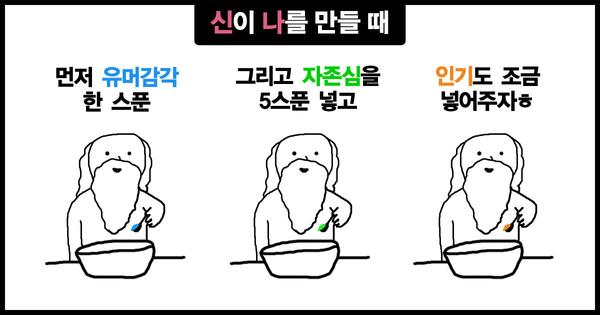 신이 나를 만들 때
먼저 유머감각
한 스푼
그리고 자존심을
5스푼 넣고
인기도 조금
넣어주자ㅎ